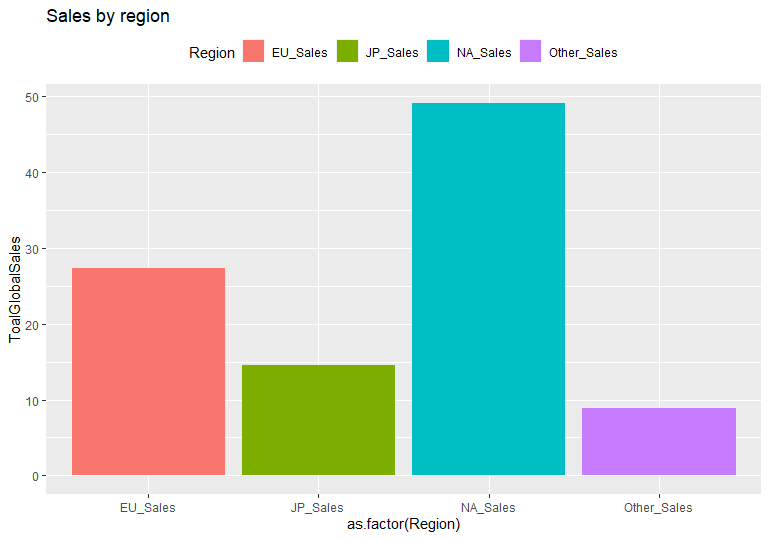 Sales by region
Region EU_Sales JP_Sales NA_Sales Other_Sales
50
40
30
20
10
0
ToalGlobalSales
EU_Sales JP_Sales NA_Sales Other_Sales
as.factor(Region)